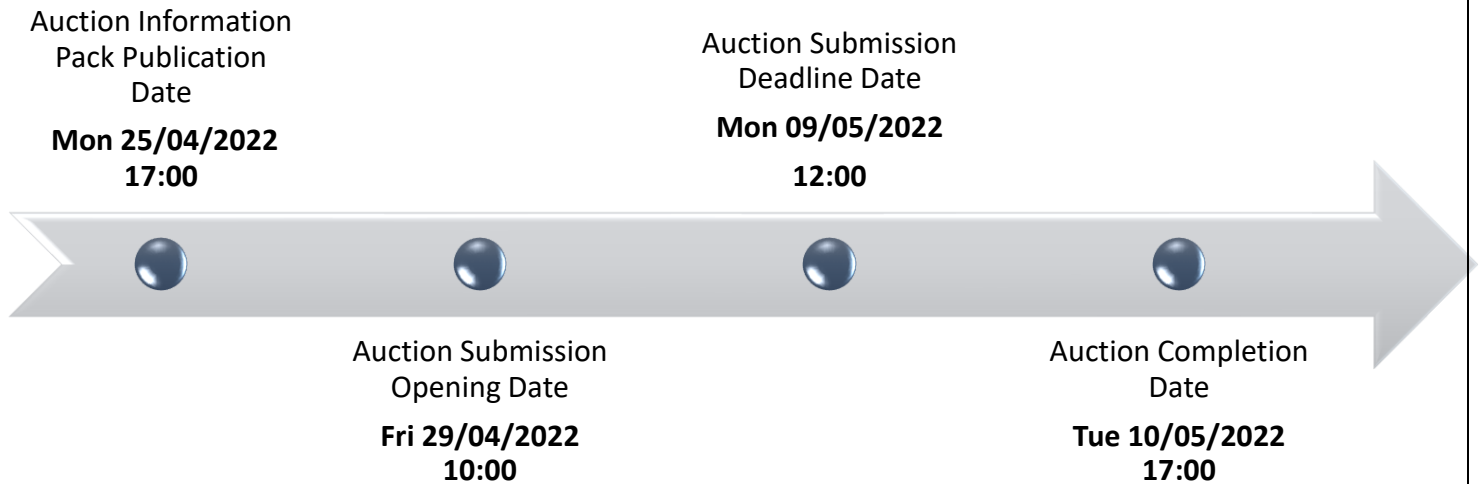 Auction Information
Pack Publication
Date
Mon 25/04/2022
17:00
Auction Submission
Opening Date
Fri 29/04/2022
10:00
Auction Submission
Deadline Date
Mon 09/05/2022
12:00
Auction Completion
Date
Tue 10/05/2022
17:00